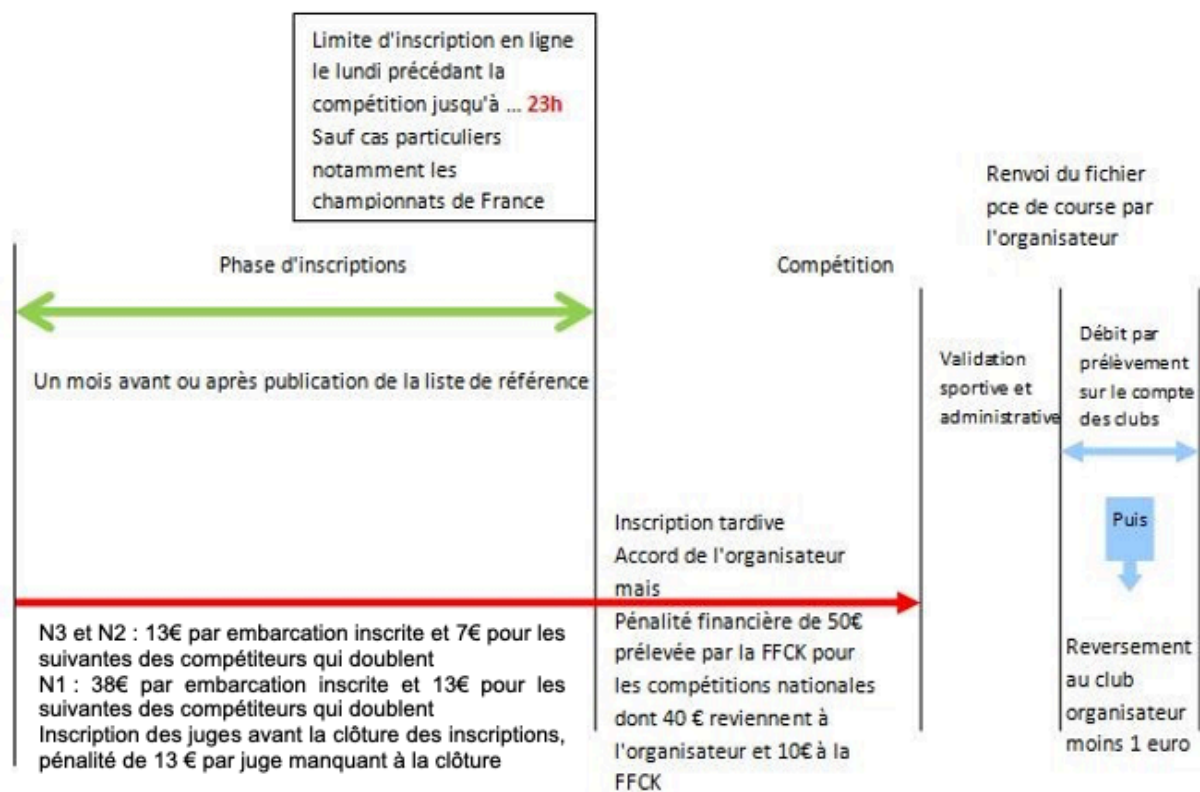 Limite d'inscription en ligne
le lundi précédant la
compétition jusqu'à ... 23h
Sauf cas particuliers
notamment les
championnats de France
Renvoi du fichier
pce de course par
l'organisateur
Phase d'inscriptions
Compétition
Un mois avant ou après publication de la liste de référence
Validation
sportive et
administrative
Débit par
prélèvement
sur le compte
des clubs
Puis
Inscription tardive
Accord de l'organisateur
mais
Pénalité financière de 50€
prélevée par la FFCK pour
les compétitions nationales
dont 40 € reviennent à
l'organisateur et 10€ à la
FFCK
N3 et N2 : 13€ par embarcation inscrite et 7€ pour les
suivantes des compétiteurs qui doublent
N1 : 38€ par embarcation inscrite et 13€ pour les
suivantes des compétiteurs qui doublent
Inscription des juges avant la clôture des inscriptions,
pénalité de 13 € par juge manquant à la clôture
Reversement
au club
organisateur
moins 1 euro